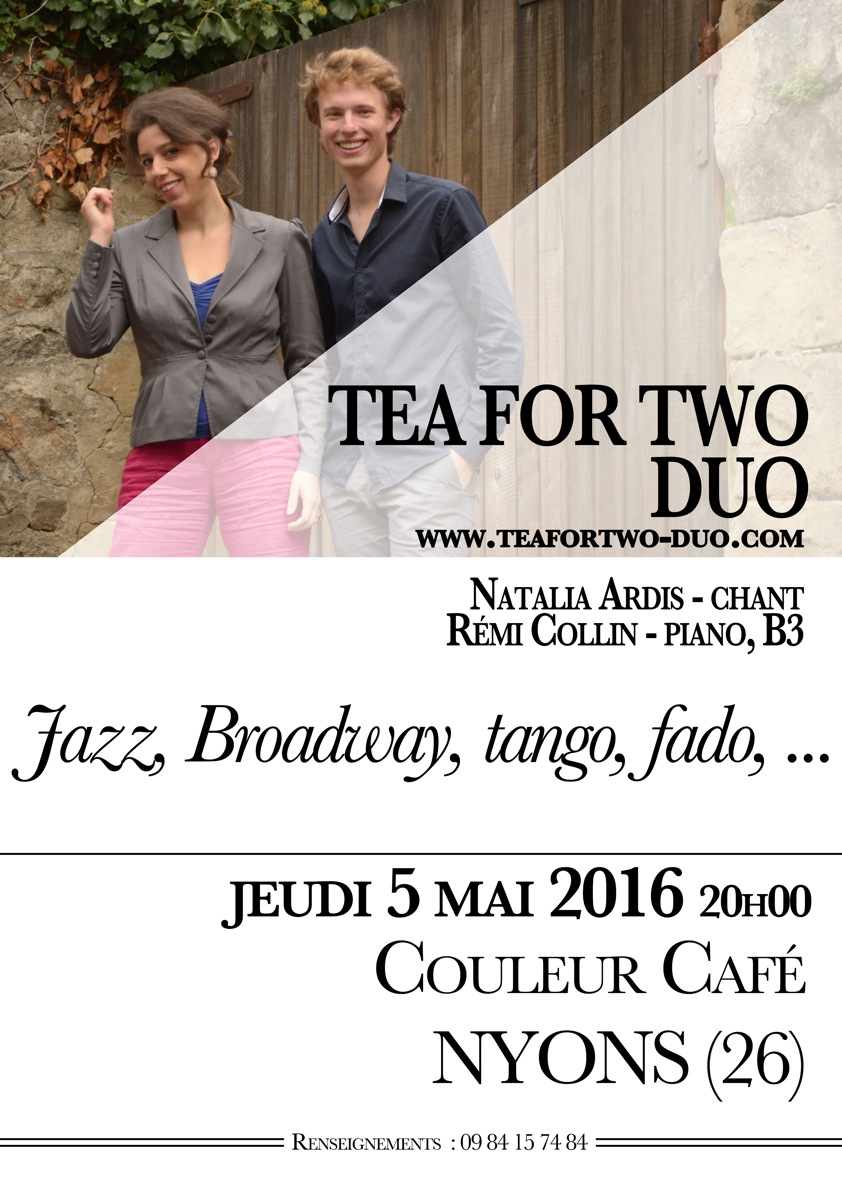 TEA FOR TWO
DUO
WWW.TEAFORTWO-DUO.COM
NATALIA ARDIS - CHANT
RÉMI COLLIN - PIANO, B3
Jazz, Broadway, tango, fado, ...
JEUDI 5 MAI 2016 20H00
COULEUR CAFÉ
NYONS (26)
RENSEIGNEMENTS : 09 84 15 74 84